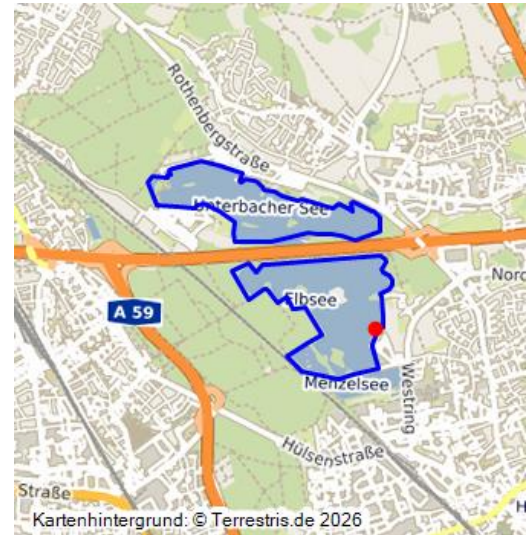 Rothenbergstraße
Unterbacher See
Nord
Elbsee
A 59
Menzelsee
Westring
Hülsenstraße
Straße
H
Kartenhintergrund: © Terrestris.de 2026